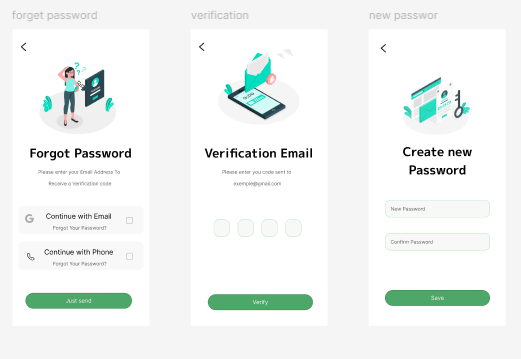 forget password
verification
new passwor
Forgot Password
Please enter your Email Address To
Receive a Verification code
Continue with Email
Forgot Your Password?
Continue with Phone
Forgot Your Password?
Just send
Verification Email
Please enter you code sent to
exemple@gmail.com
Verify
Create new
Password
New Password
Confirm Password
Save